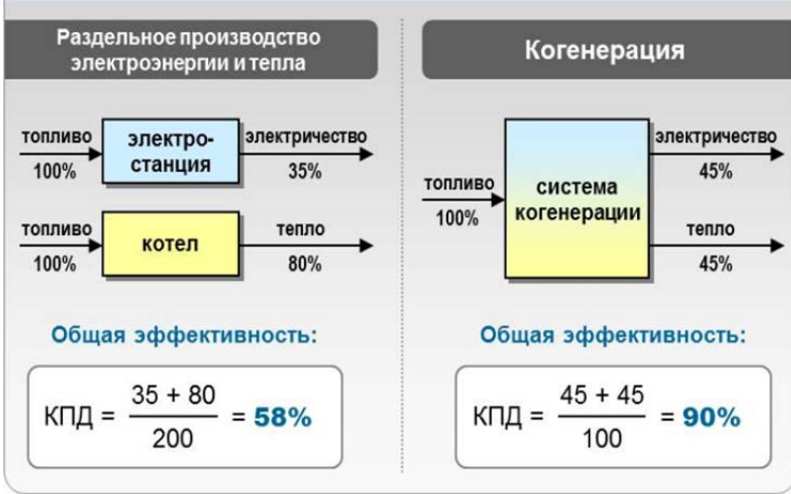 Раздельное производство
электроэнергии и тепла
топливо
100%
электро-
станция
электричество
35%
топливо
100%
котел
тепло
80%
Общая эффективность:
КПД = 35 + 80 / 200 = 58%
Когенерация
топливо
100%
система
когенерации
электричество
45%
тепло
45%
Общая эффективность:
КПД = 45 + 45 / 100 = 90%